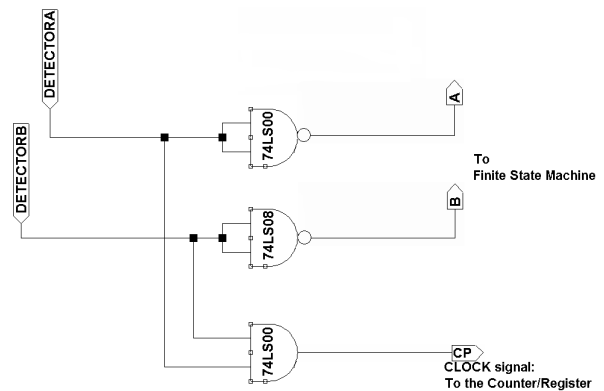 DETECTORA
74LS00
A
To
Finite State Machine
DETECTORB
74LS08
B
74LS00
CP
CLOCK signal:
To the Counter/Register